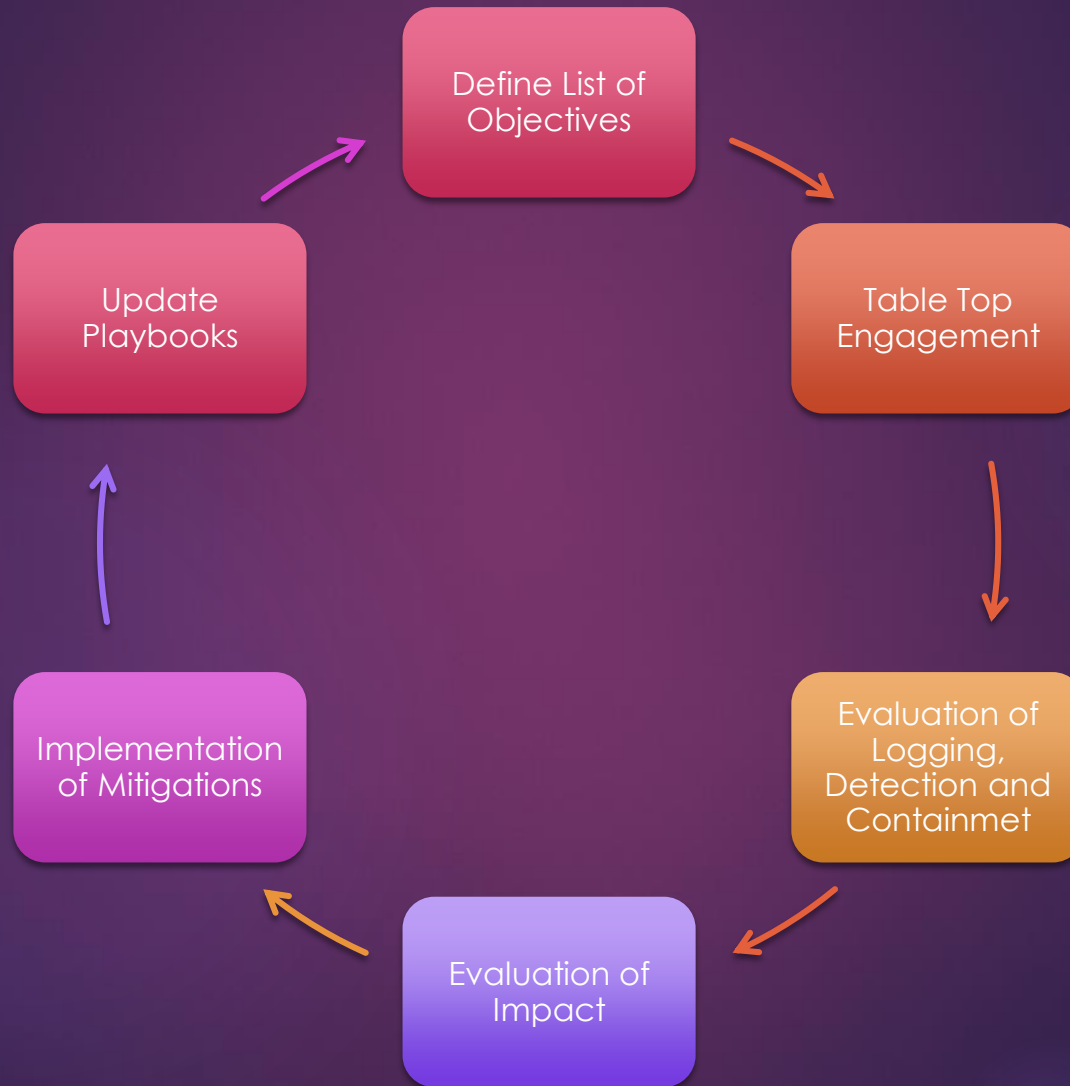 Define List of
Objectives
Table Top
Engagement
Evaluation of
Logging,
Detection and
Containmet
Evaluation of
Impact
Implementation
of Mitigations
Update
Playbooks